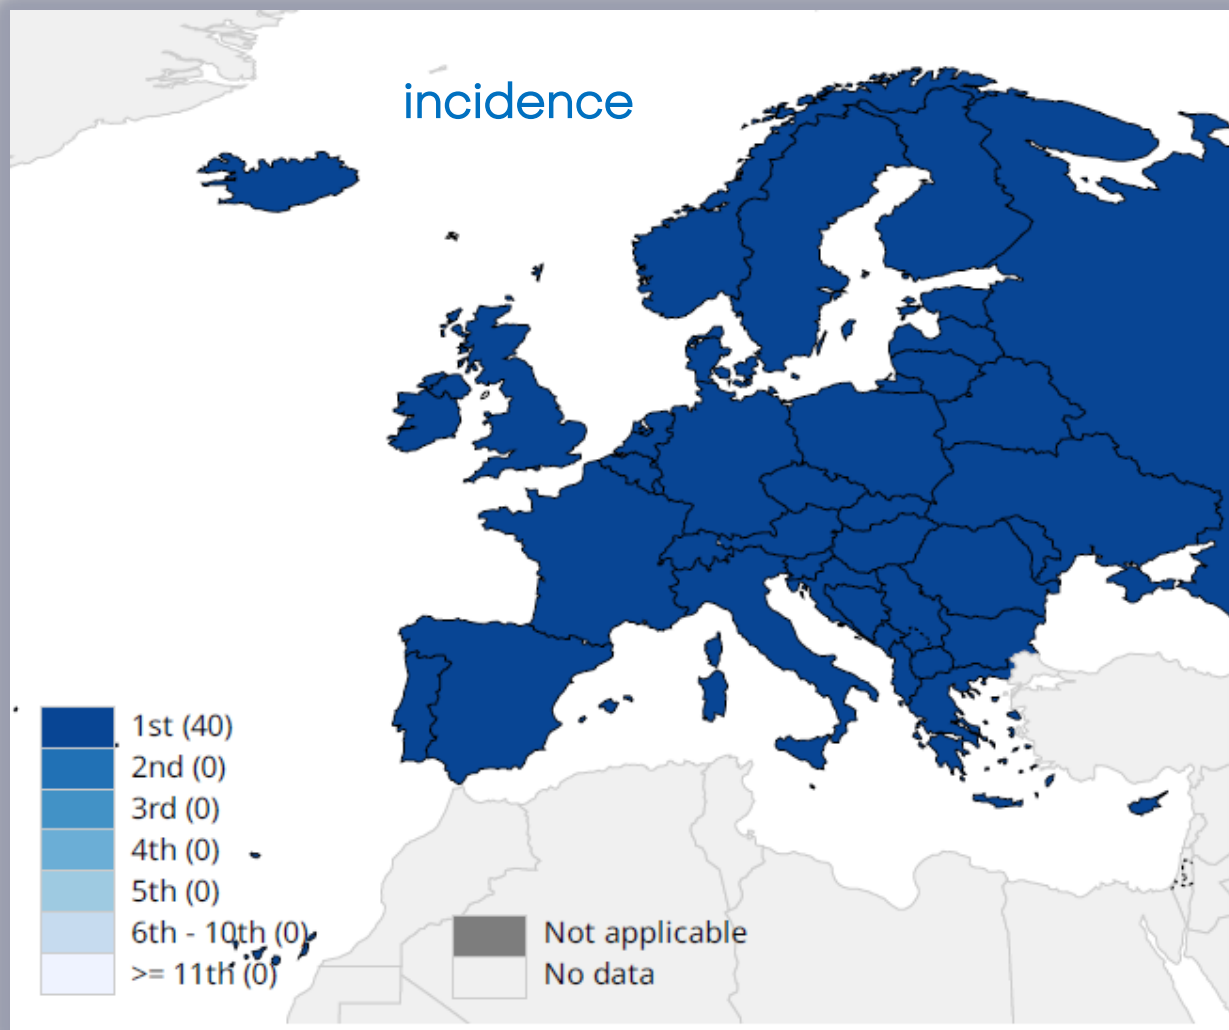 incidence
1st (40)
2nd (0)
3rd (0)
4th (0)
5th (0)
6th - 10th (0)
>= 11th (0)
Not applicable
No data